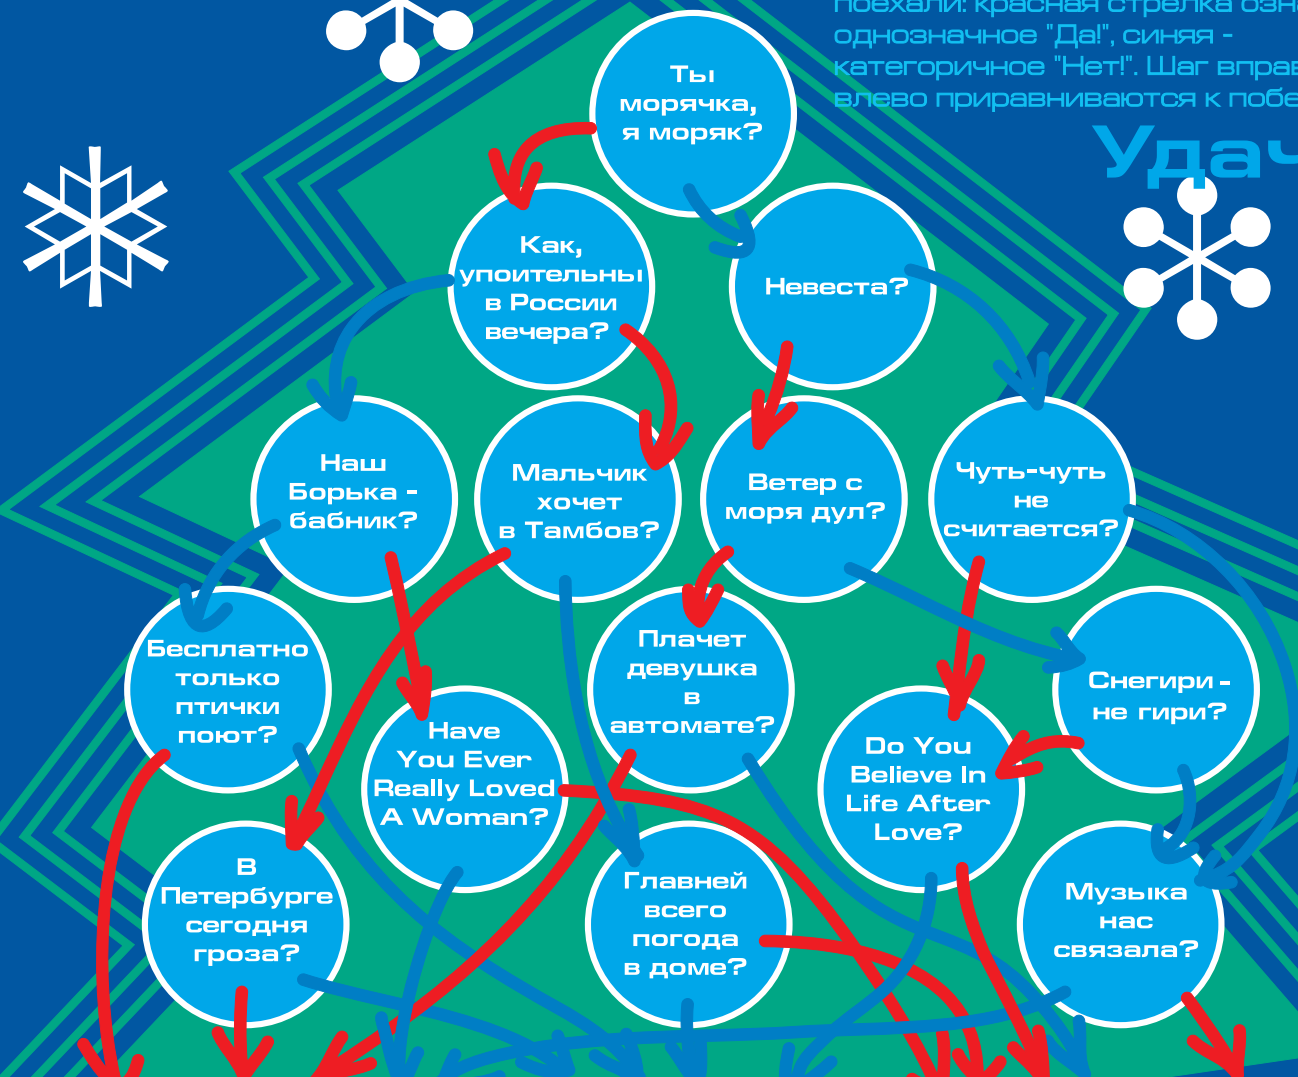 поехали: красная стрелка
однозначное "Да!", синяя -
категоричное "Нет!". Шаг
влево приравниваются к
Ты
морячка,
я моряк?
Как,
упоительны
в России
вечера?
Невеста?
Наш
Борька -
бабник?
Мальчик
хочет
в Тамбов?
Ветер с
моря дул?
Чуть-чуть
не
считается?
Бесплатно
только
птички
поют?
Have
You Ever
Really Loved
A Woman?
Плачет
девушка
в
автомате?
Do You
Believe In
Life After
Love?
Снегири -
не гири?
В
Петербурге
сегодня
гроза?
Главней
всего
погода
в доме?
Музыка
нас
связала?